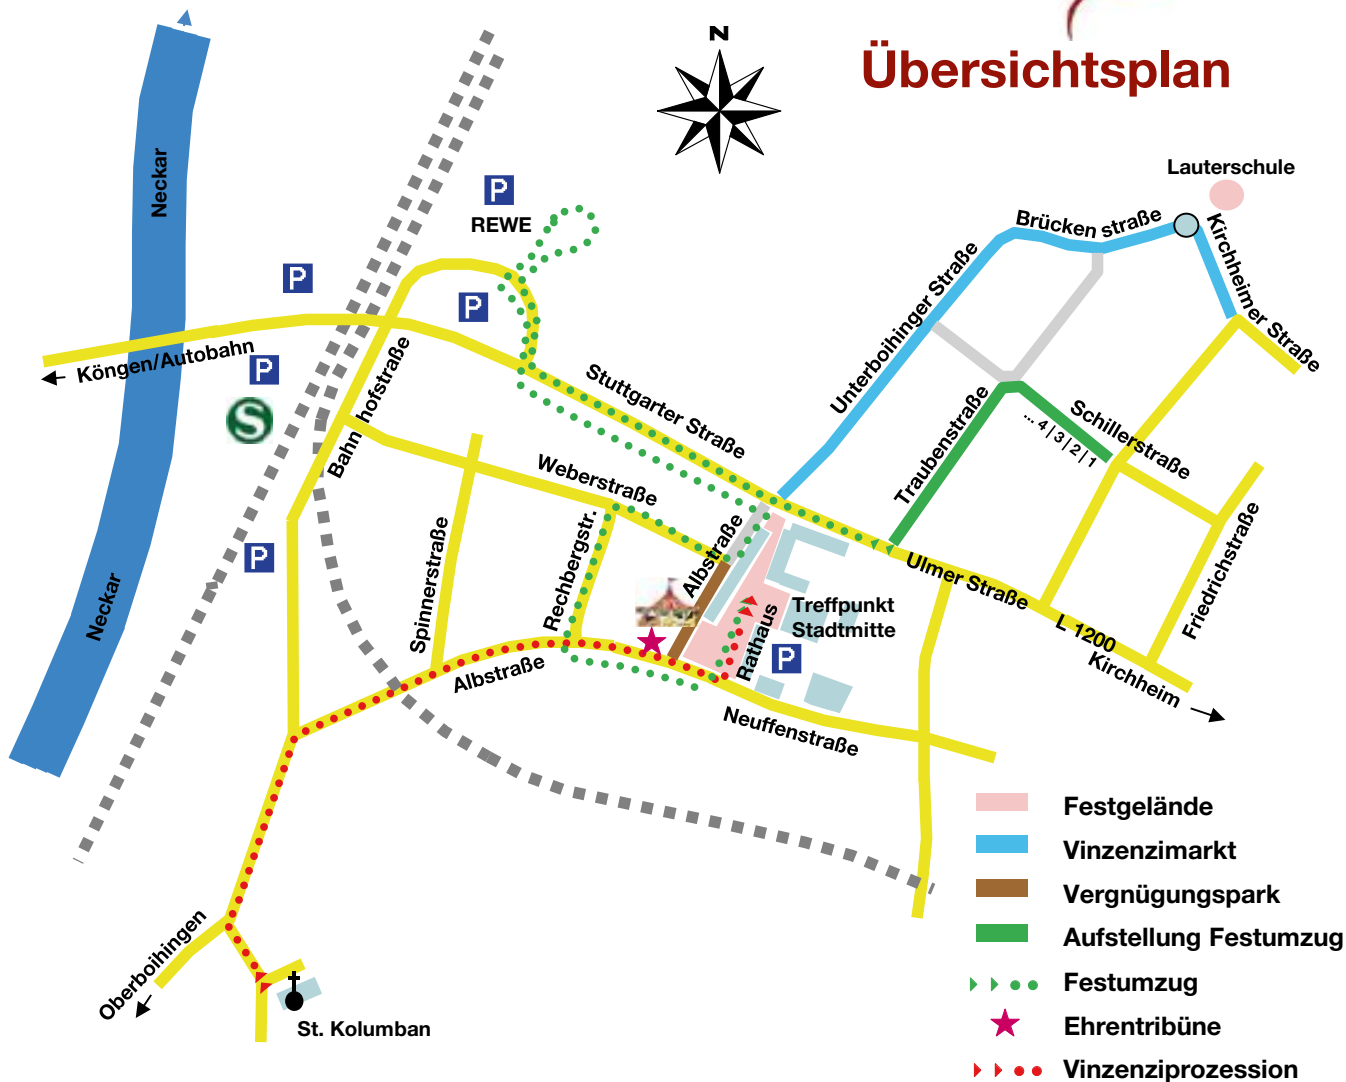 N
Übersichtsplan
Lauterschule
P
REWE
Neckar
Brücken straße
Kirchheimer Straße
Unterboihinger Straße
P
P
Köngen/Autobahn
P
S
Bahnhofstraße
Stuttgarter Straße
Traubenstraße
Schillerstraße
... 4|3|2|1
Weberstraße
Rechbergstr.
Spinnerstraße
Albstraße
P
Ulmer Straße
Friedrichstraße
Neckar
Treffpunkt
Stadtmitte
Rathaus
P
L 1200
Kirchheim
Albstraße
Neuffenstraße
Oberboihingen
St. Kolumban
Festgelände
Vinzenzimarkt
Vergnügungspark
Aufstellung Festumzug
Festumzug
Ehrentribüne
Vinzenziprozession